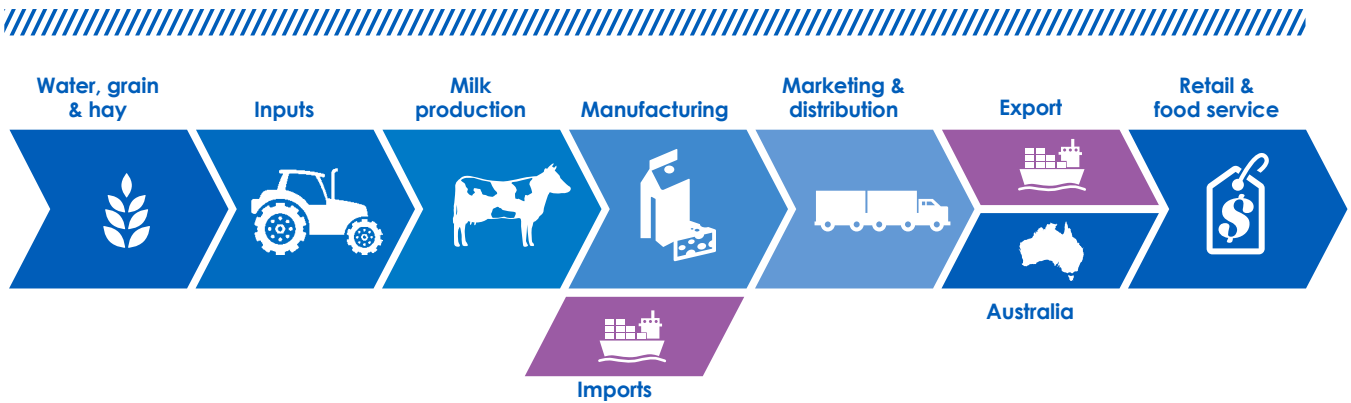 Water, grain
& hay
Inputs
Milk
production
Manufacturing
Marketing &
distribution
Export
Retail &
food service
$
Australia
Imports